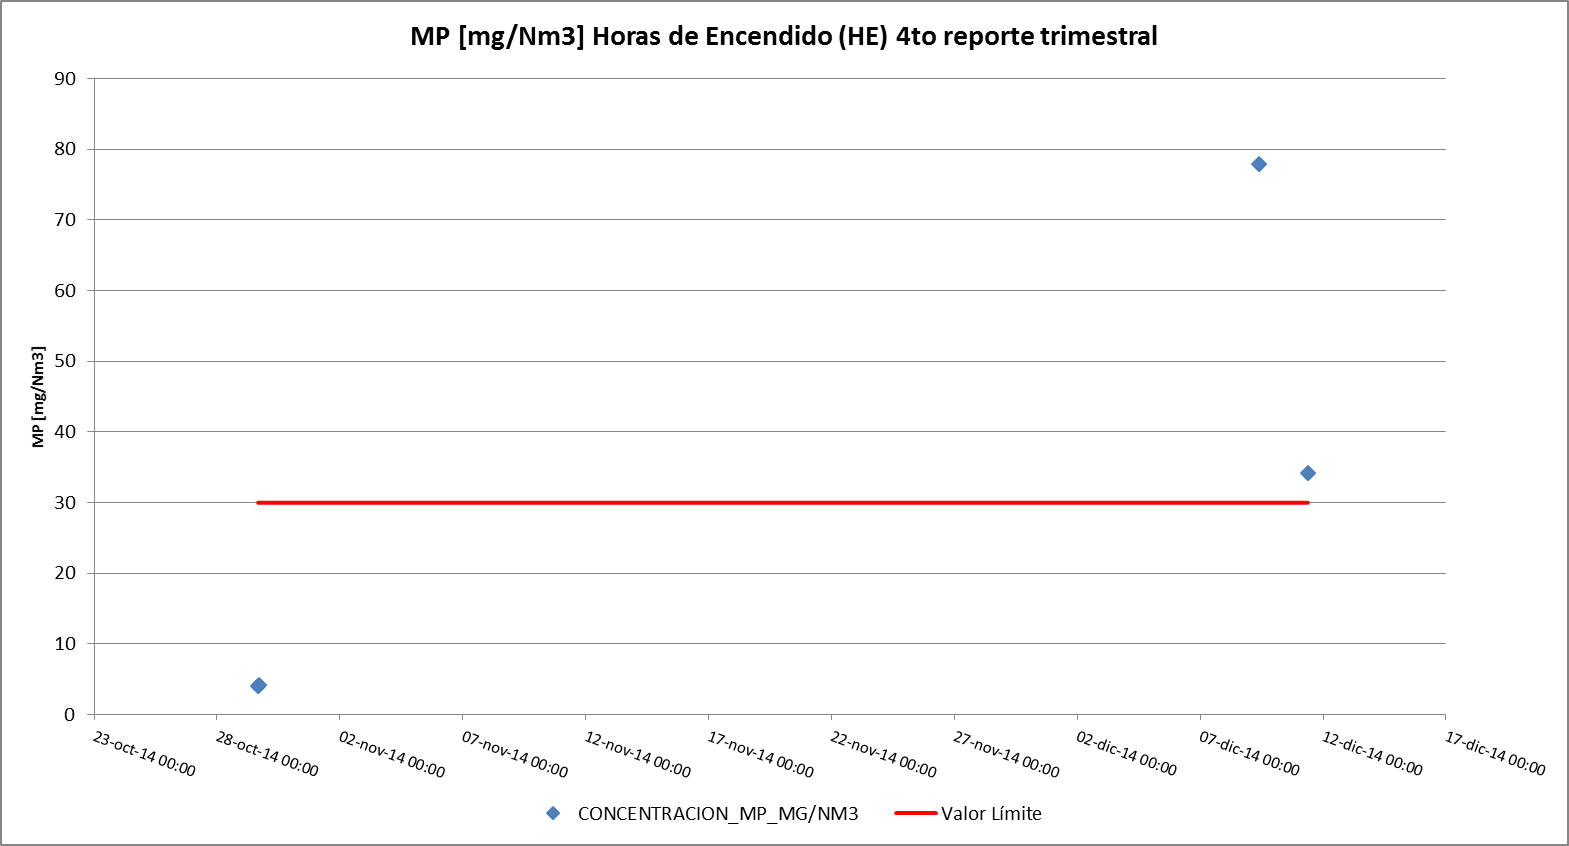 MP [mg/Nm3] Horas de Encendido (HE) 4to reporte trimestral
90
80
70
60
50
40
30
20
10
0
MP [mg/Nm3]
23-oct-14 00:00
28-oct-14 00:00
02-nov-14 00:00
07-nov-14 00:00
12-nov-14 00:00
17-nov-14 00:00
22-nov-14 00:00
27-nov-14 00:00
02-dic-14 00:00
07-dic-14 00:00
12-dic-14 00:00
17-dic-14 00:00
CONCENTRACION_MP_MG/NM3
Valor Límite